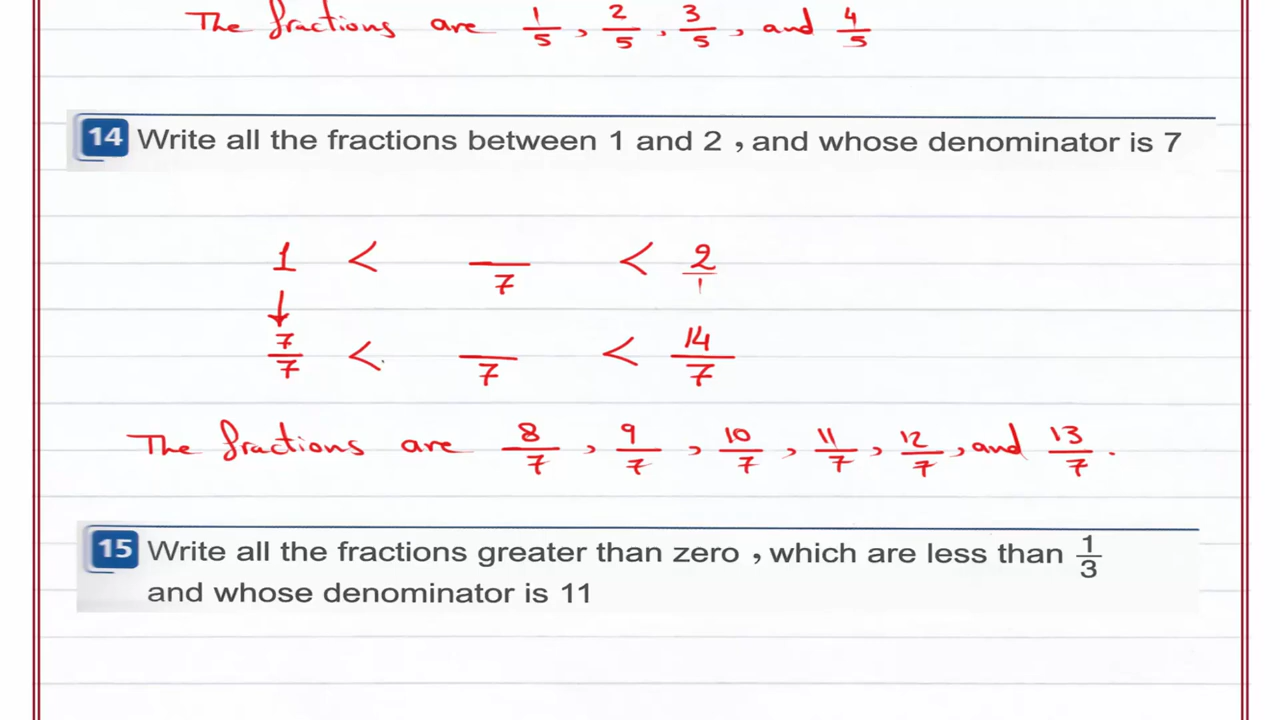 The fractions are 1/5, 2/5, 3/5, and 4/5
14 Write all the fractions between 1 and 2 , and whose denominator is 7
1 < _/7 < 2/1
↓
7/7 < _/7 < 14/7
The fractions are 8/7, 9/7, 10/7, 11/7, 12/7, and 13/7.
15 Write all the fractions greater than zero , which are less than 1/3
and whose denominator is 11